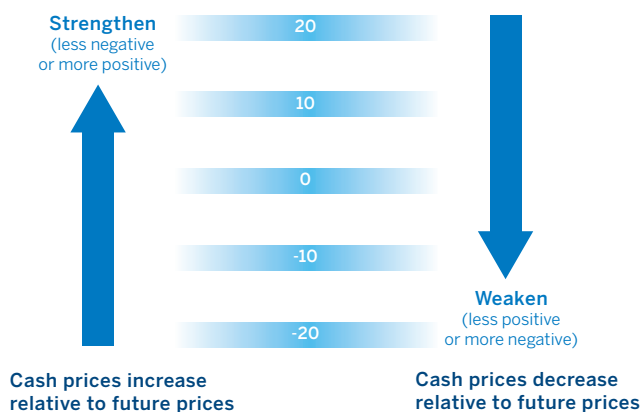 Strengthen
(less negative
or more positive)
20
10
0
-10
-20
Weaken
(less positive
or more negative)
Cash prices increase
relative to future prices
Cash prices decrease
relative to future prices